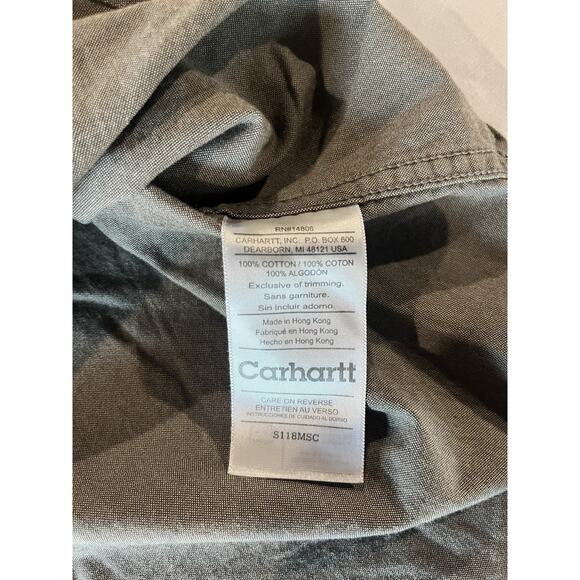 RN#14806
CARHARTT, INC. P.O. BOX 600
DEARBORN, MI 48121 USA
100% COTTON / 100% COTON
100% ALGODÓN
Exclusive of trimming.
Sans garniture.
Sin incluir adorno.
Made in Hong Kong
Fabriqué en Hong Kong
Hecho en Hong Kong
Carhartt
CARE ON REVERSE
ENTRETIEN AU VERSO
INSTRUCCIONES DE CUIDADO AL DORSO
S118MSC